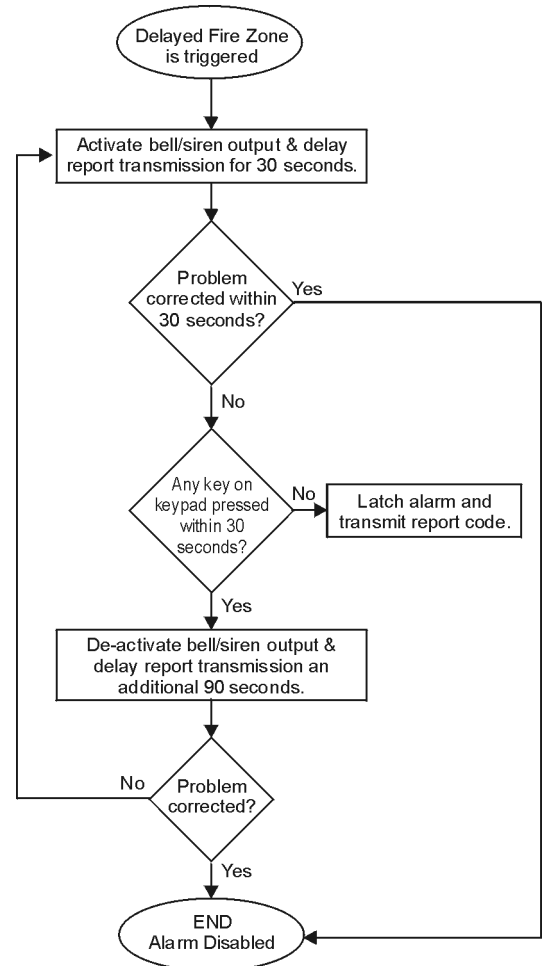 Delayed Fire Zone
is triggered
Activate bell/siren output & delay
report transmission for 30 seconds.
Problem
corrected within
30 seconds?
Yes
No
Any key on
keypad pressed
within 30
seconds?
No
Latch alarm and
transmit report code.
Yes
De-activate bell/siren output &
delay report transmission an
additional 90 seconds.
No
Problem
corrected?
Yes
END
Alarm Disabled